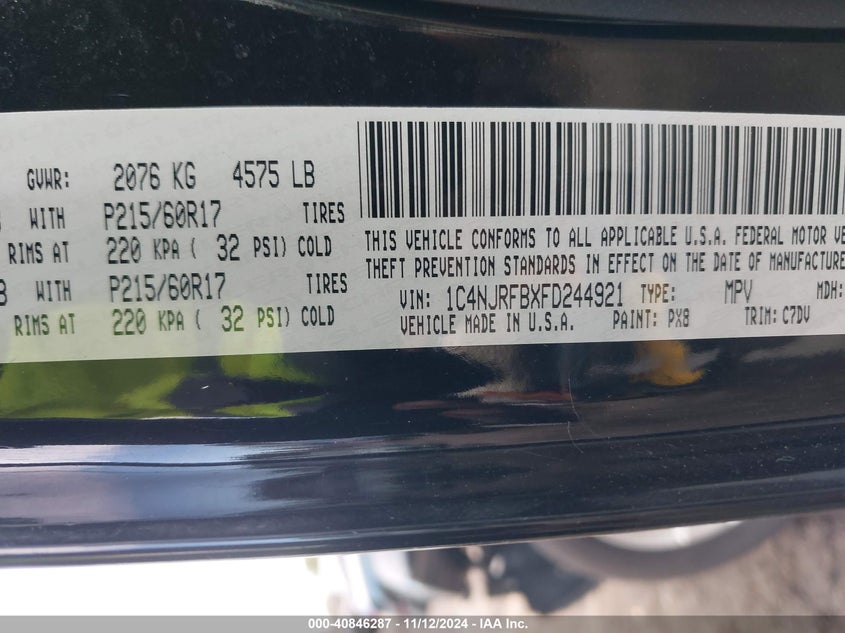 GVWR: 2076 KG 4575 LB
WITH P215/60R17 TIRES
RIMS AT 220 KPA ( 32 PSI) COLD
WITH P215/60R17 TIRES
RIMS AT 220 KPA ( 32 PSI) COLD
THIS VEHICLE CONFORMS TO ALL APPLICABLE U.S.A. FEDERAL MOTOR VE
THEFT PREVENTION STANDARDS IN EFFECT ON THE DATE OF MANUFACTURE
VIN: 1C4NJRFBXFD244921 TYPE: MPV MDH:
VEHICLE MADE IN U.S.A. PAINT: PX8 TRIM: C7DV
000-40846287 - 11/12/2024 - IAA Inc.